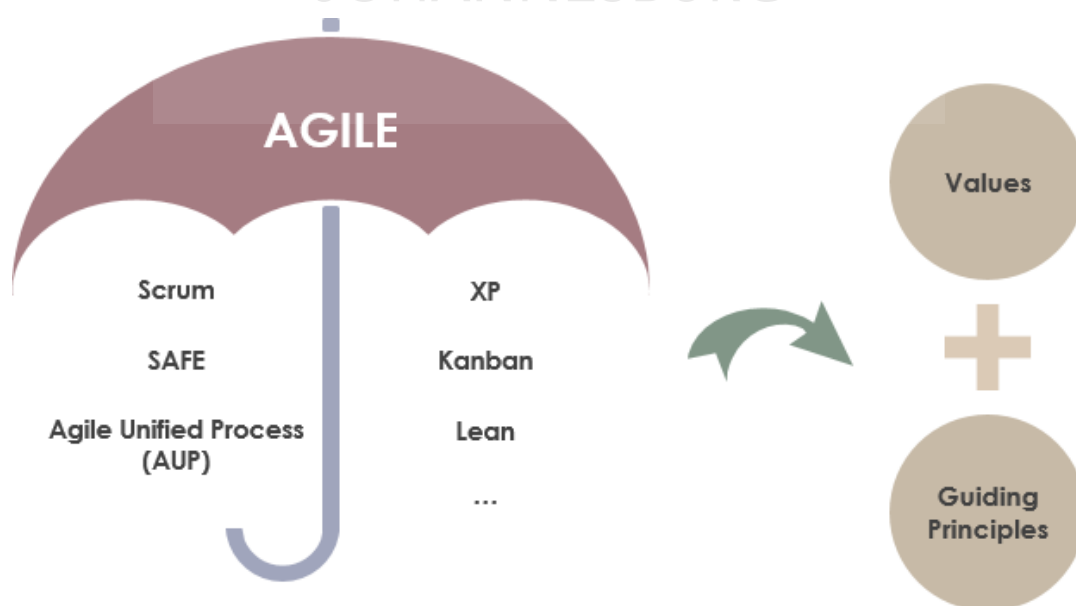 AGILE
Scrum
XP
SAFE
Kanban
Agile Unified Process
(AUP)
Lean
...
Values
Guiding
Principles